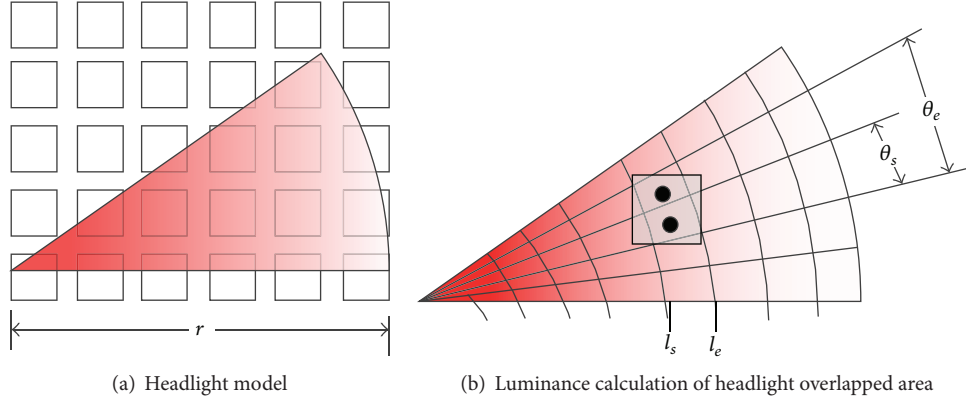 r
θe
θs
ls
le
(a) Headlight model
(b) Luminance calculation of headlight overlapped area